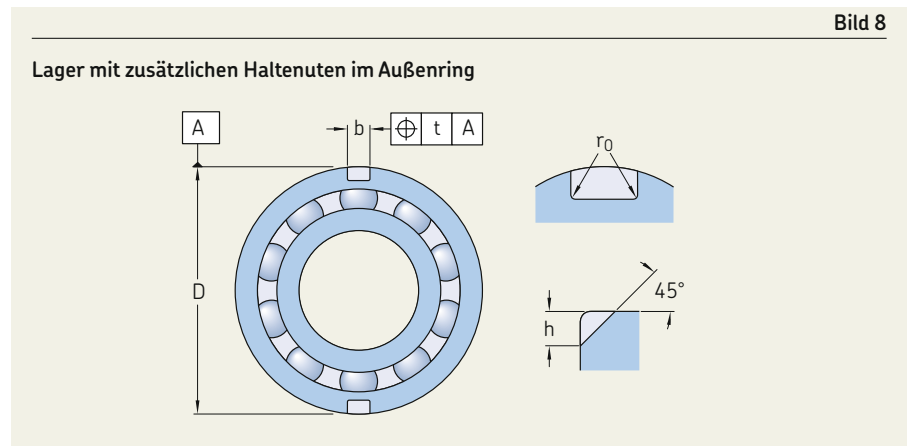 Bild 8
Lager mit zusätzlichen Haltenuten im Außenring
A
b ⌖ t A
r0
D
45°
h